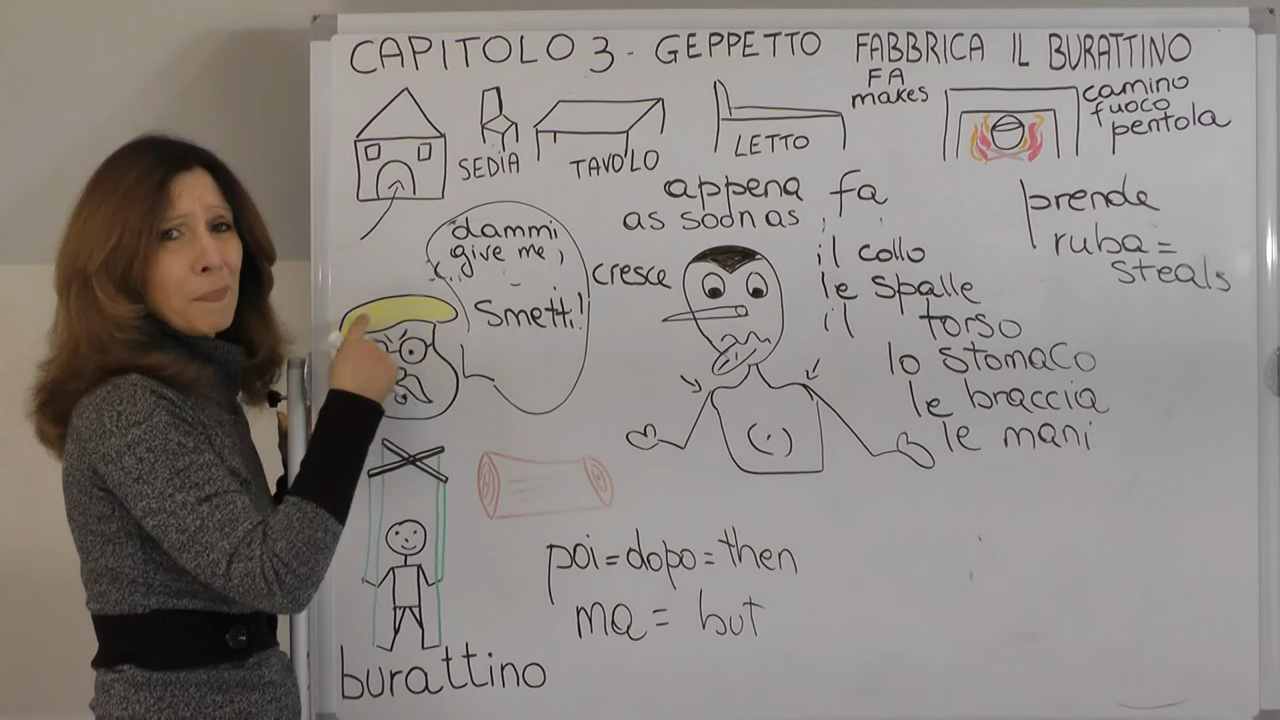 CAPITOLO 3 - GEPPETTO FABBRICA IL BURATTINO
FA
makes
camino
fuoco
pentola
SEDIA
TAVOLO
LETTO
appena fa
as soon as
prende
ruba =
steals
dammi
give me,
Smetti!
cresce
il collo
le spalle
il torso
lo stomaco
le braccia
le mani
poi=dopo=then
ma = but
burattino